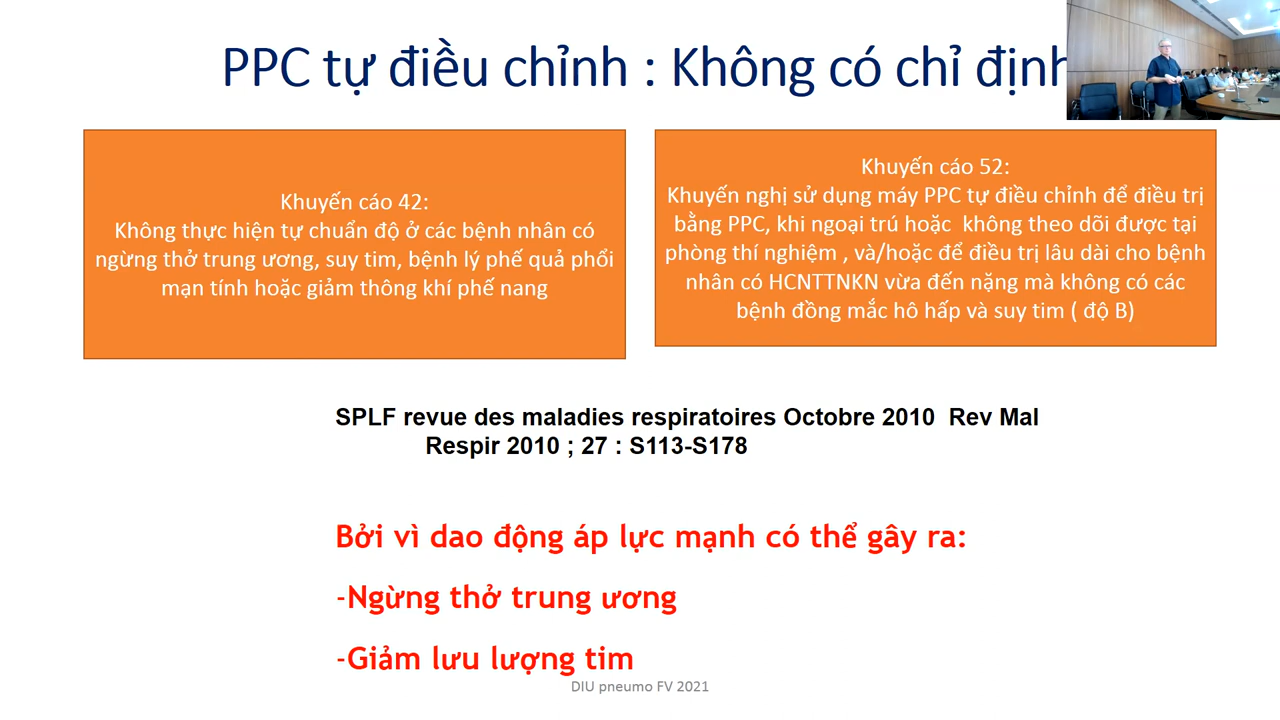 PPC tự điều chỉnh : Không có chỉ định
Khuyến cáo 42:
Không thực hiện tự chuẩn độ ở các bệnh nhân có
ngừng thở trung ương, suy tim, bệnh lý phế quả phổi
mạn tính hoặc giảm thông khí phế nang
Khuyến cáo 52:
Khuyến nghị sử dụng máy PPC tự điều chỉnh để điều trị
bằng PPC, khi ngoại trú hoặc không theo dõi được tại
phòng thí nghiệm , và/hoặc để điều trị lâu dài cho bệnh
nhân có HCNTTNKN vừa đến nặng mà không có các
bệnh đồng mắc hô hấp và suy tim ( độ B)
SPLF revue des maladies respiratoires Octobre 2010 Rev Mal
Respir 2010 ; 27 : S113-S178
Bởi vì dao động áp lực mạnh có thể gây ra:
-Ngừng thở trung ương
-Giảm lưu lượng tim
DIU pneumo FV 2021